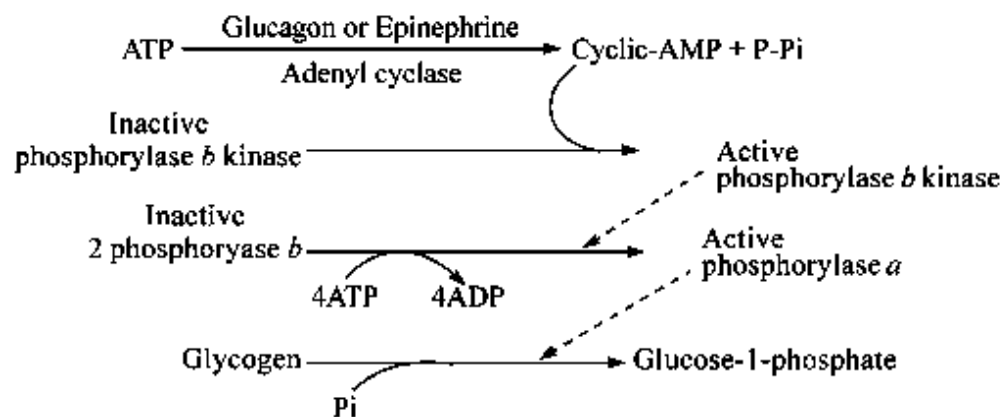 Glucagon or Epinephrine
ATP Cyclic-AMP + P-Pi
Adenyl cyclase
Inactive
phosphorylase b kinase
Active
phosphorylase b kinase
Inactive
2 phosphoryase b
Active
phosphorylase a
4ATP 4ADP
Glycogen Glucose-1-phosphate
Pi